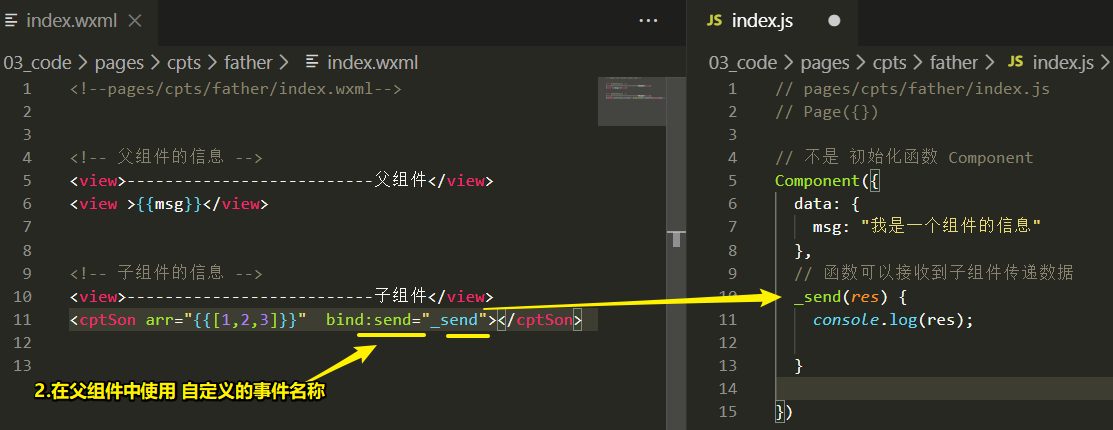 index.wxml
03_code > pages > cpts > father > index.wxml
1 <!--pages/cpts/father/index.wxml-->
2
3
4 <!-- 父组件的信息 -->
5 <view>--------------------------父组件</view>
6 <view >{{msg}}</view>
7
8
9 <!-- 子组件的信息 -->
10 <view>--------------------------子组件</view>
11 <cptSon arr="{{[1,2,3]}}"  bind:send="_send"></cptSon>
12
13
2.在父组件中使用 自定义的事件名称
JS index.js
03_code > pages > cpts > father > JS index.js >
1 // pages/cpts/father/index.js
2 // Page({})
3
4 // 不是 初始化函数 Component
5 Component({
6   data: {
7     msg: "我是一个组件的信息"
8   },
9   // 函数可以接收到子组件传递数据
10   _send(res) {
11     console.log(res);
12
13   }
14
15 })